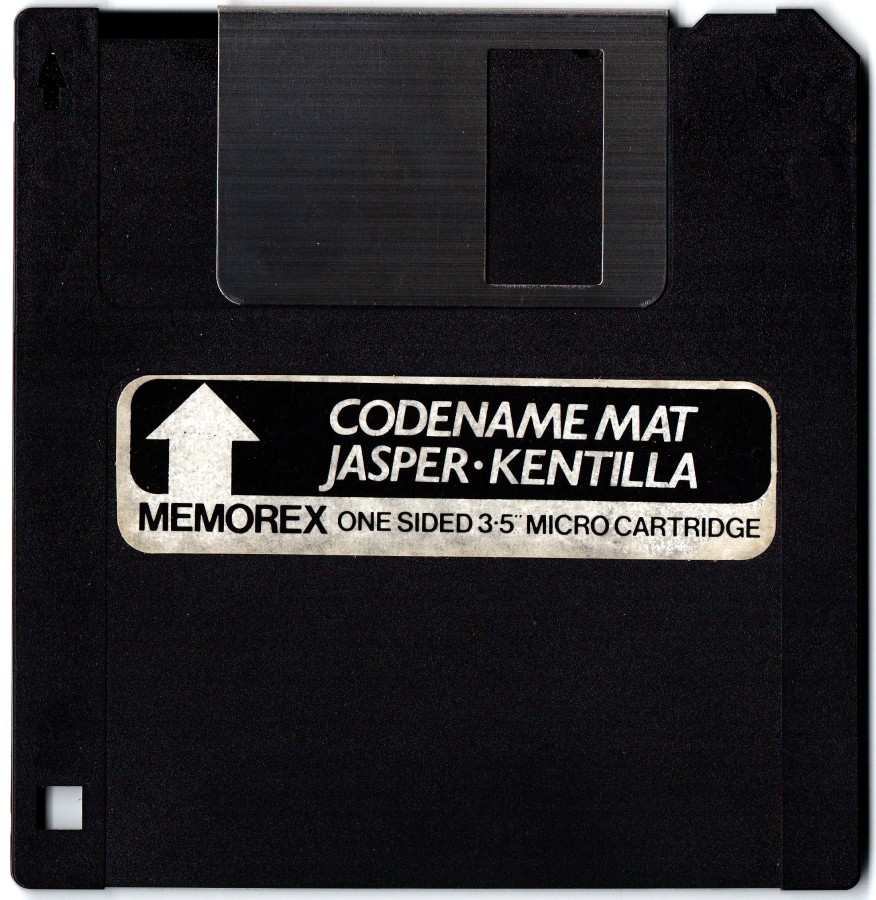 CODENAME MAT
JASPER·KENTILLA
MEMOREX ONE SIDED 3·5" MICRO CARTRIDGE